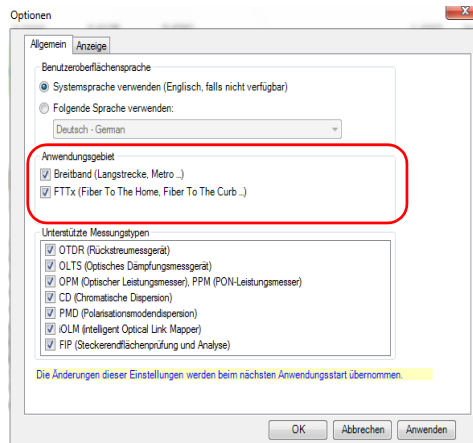 Optionen
Allgemein Anzeige
Benutzeroberflächensprache
Systemsprache verwenden (Englisch, falls nicht verfügbar)
Folgende Sprache verwenden:
Deutsch - German
Anwendungsgebiet
Breitband (Langstrecke, Metro ...)
FTTx (Fiber To The Home, Fiber To The Curb ...)
Unterstützte Messungstypen
OTDR (Rückstreumessgerät)
OLTS (Optisches Dämpfungsmessgerät)
OPM (Optischer Leistungsmesser), PPM (PON-Leistungsmesser)
CD (Chromatische Dispersion)
PMD (Polarisationsmodendispersion)
iOLM (intelligent Optical Link Mapper)
FIP (Steckerendflächenprüfung und Analyse)
Die Änderungen dieser Einstellungen werden beim nächsten Anwendungsstart übernommen.
OK Abbrechen Anwenden